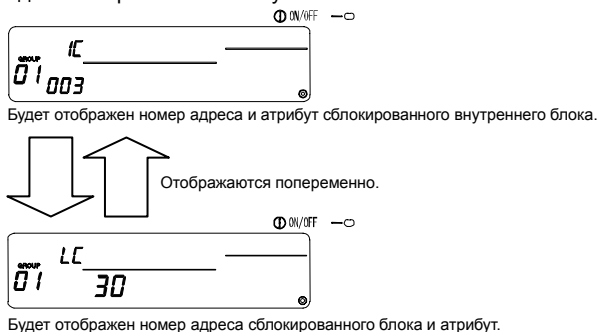 ON/OFF
IC
GROUP
01 003
Будет отображен номер адреса и атрибут сблокированного внутреннего блока.
Отображаются попеременно.
ON/OFF
LC
GROUP
01 30
Будет отображен номер адреса сблокированного блока и атрибут.